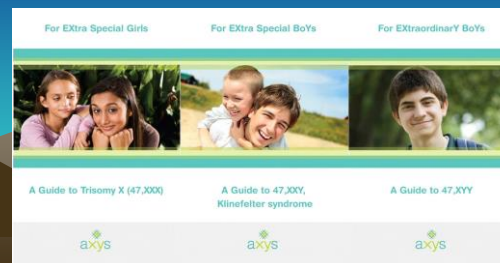 For EXtra Special Girls
For EXtra Special BoYs
For EXtraordinarY BoYs
A Guide to Trisomy X (47,XXX)
A Guide to 47,XXY,
Klinefelter syndrome
A Guide to 47,XYY
axys
axys
axys